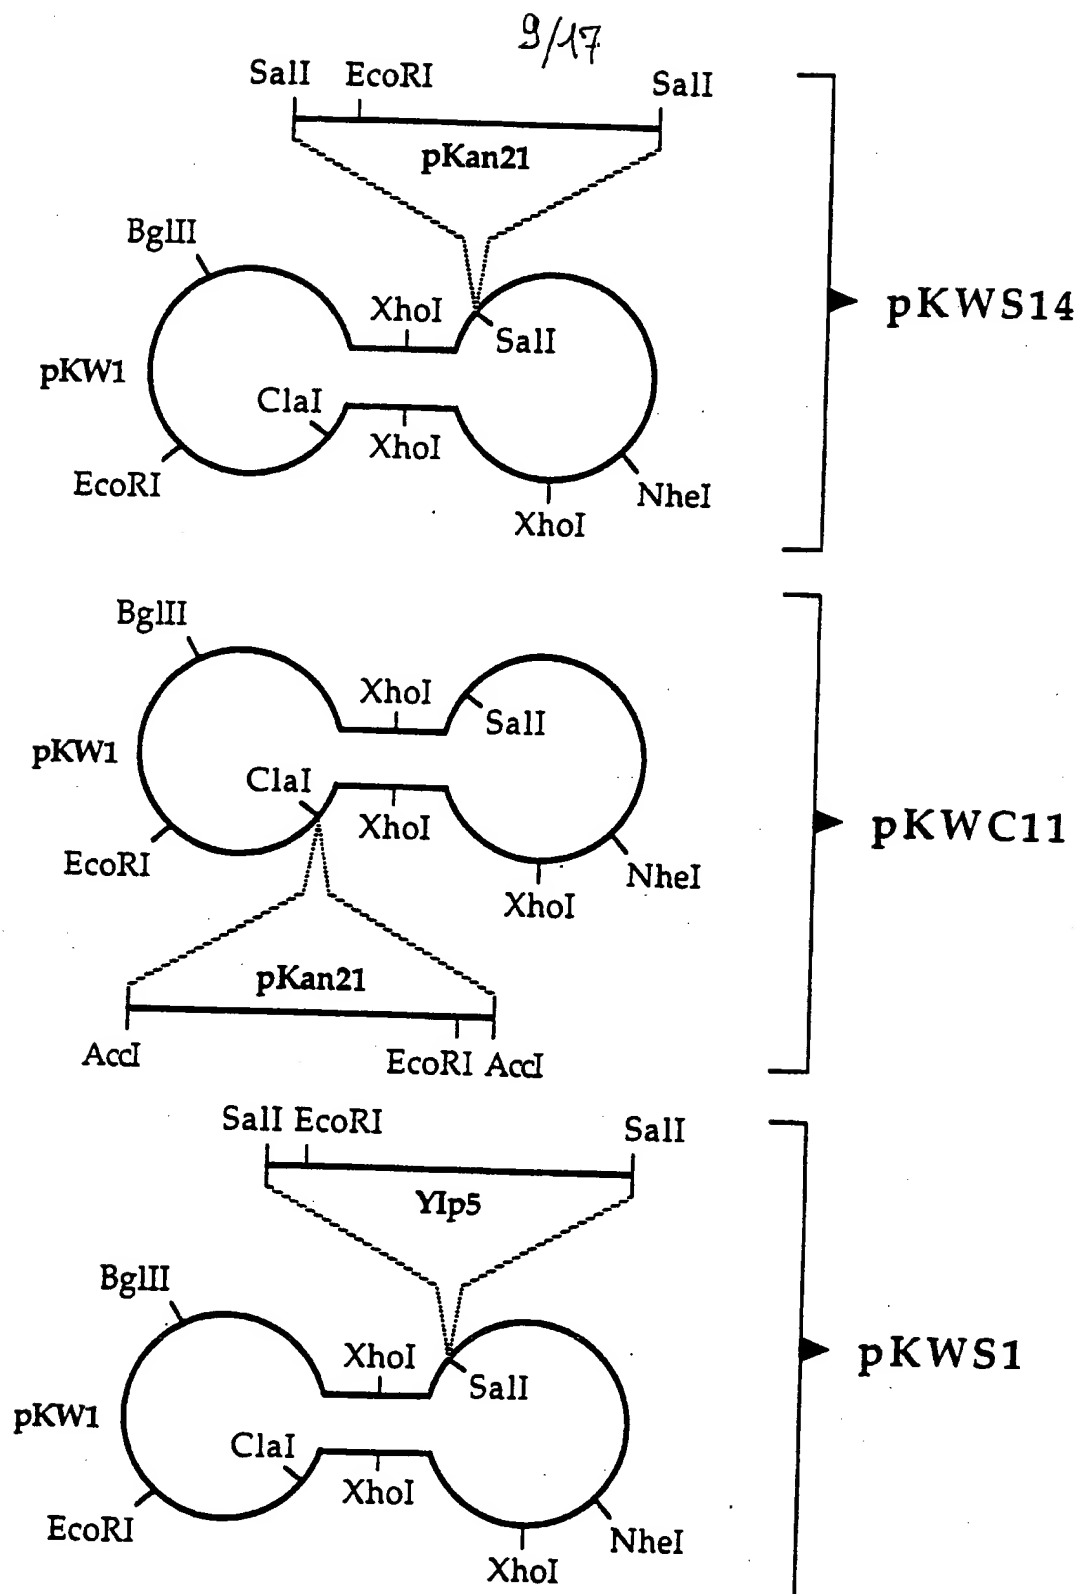 9/17
SalI EcoRI SalI
pKan21
BglII
XhoI
SalI
pKWS14
pKW1
ClaI
XhoI
EcoRI
NheI
XhoI
BglII
XhoI
SalI
pKW1
ClaI
XhoI
pKWC11
EcoRI
NheI
XhoI
pKan21
AccI EcoRI AccI
SalI EcoRI SalI
YIp5
BglII
XhoI
SalI
pKWS1
pKW1
ClaI
XhoI
EcoRI
NheI
XhoI